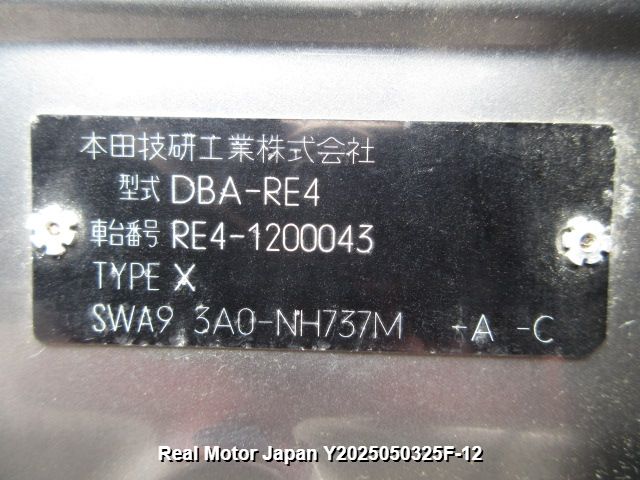 本田技研工業株式会社
型式 DBA-RE4
車台番号 RE4-1200043
TYPE X
SWA9 3A0-NH737M -A -C
Real Motor Japan Y2025050325F-12